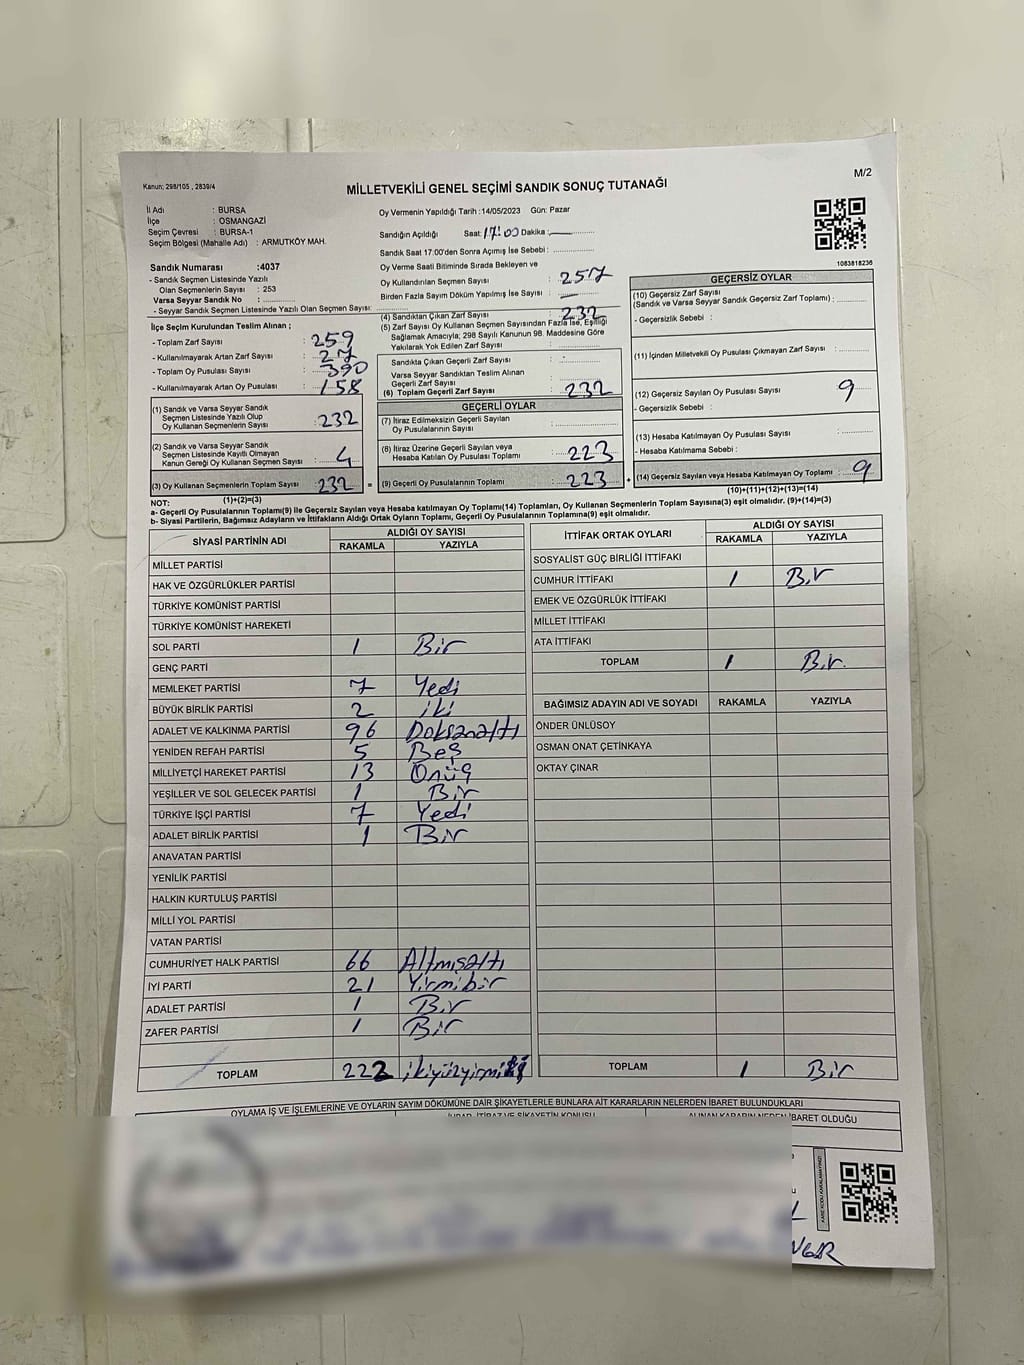 Kanun; 298/105 , 2839/4
MİLLETVEKİLİ GENEL SEÇİMİ SANDIK SONUÇ TUTANAĞI
M/2
İl Adı : BURSA
İlçe : OSMANGAZİ
Seçim Çevresi : BURSA-1
Seçim Bölgesi (Mahalle Adı) : ARMUTKÖY MAH.
Oy Vermenin Yapıldığı Tarih :14/05/2023 Gün: Pazar
Sandığın Açıldığı Saat: 17:00 Dakika :
Sandık Saat 17.00'den Sonra Açımış İse Sebebi :
1083818236
Sandık Numarası :4037
- Sandık Seçmen Listesinde Yazılı
Olan Seçmenlerin Sayısı : 253
Varsa Seyyar Sandık No :
- Seyyar Sandık Seçmen Listesinde Yazılı Olan Seçmen Sayısı:
Oy Verme Saati Bitiminde Sırada Bekleyen ve
Oy Kullandırılan Seçmen Sayısı : 257
Birden Fazla Sayım Döküm Yapılmış İse Sayısı : —
(4) Sandıktan Çıkan Zarf Sayısı : 232
(5) Zarf Sayısı Oy Kullanan Seçmen Sayısından Fazla İse, Eşitliği
Sağlamak Amacıyla; 298 Sayılı Kanunun 98. Maddesine Göre
Yakılarak Yok Edilen Zarf Sayısı :
İlçe Seçim Kurulundan Teslim Alınan ;
- Toplam Zarf Sayısı : 259
- Kullanılmayarak Artan Zarf Sayısı : 27
- Toplam Oy Pusulası Sayısı : 390
- Kullanılmayarak Artan Oy Pusulası : 158
Sandıkta Çıkan Geçerli Zarf Sayısı :
Varsa Seyyar Sandıktan Teslim Alınan
Geçerli Zarf Sayısı :
(6) Toplam Geçerli Zarf Sayısı : 232
(1) Sandık ve Varsa Seyyar Sandık
Seçmen Listesinde Yazılı Olup
Oy Kullanan Seçmenlerin Sayısı : 232
(2) Sandık ve Varsa Seyyar Sandık
Seçmen Listesinde Kayıtlı Olmayan
Kanun Gereği Oy Kullanan Seçmen Sayısı : 4
(3) Oy Kullanan Seçmenlerin Toplam Sayısı : 232
(1)+(2)=(3)
GEÇERLİ OYLAR
(7) İtiraz Edilmeksizin Geçerli Sayılan
Oy Pusulalarının Sayısı :
(8) İtiraz Üzerine Geçerli Sayılan veya
Hesaba Katılan Oy Pusulası Toplamı : 223
= (9) Geçerli Oy Pusulalarının Toplamı : 223
GEÇERSİZ OYLAR
(10) Geçersiz Zarf Sayısı
(Sandık ve Varsa Seyyar Sandık Geçersiz Zarf Toplamı) :
- Geçersizlik Sebebi :
(11) İçinden Milletvekili Oy Pusulası Çıkmayan Zarf Sayısı :
(12) Geçersiz Sayılan Oy Pusulası Sayısı : 9
- Geçersizlik Sebebi :
(13) Hesaba Katılmayan Oy Pusulası Sayısı :
- Hesaba Katılmama Sebebi :
+ (14) Geçersiz Sayılan veya Hesaba Katılmayan Oy Toplamı : 9
(10)+(11)+(12)+(13)=(14)
NOT:
a- Geçerli Oy Pusulalarının Toplamı(9) ile Geçersiz Sayılan veya Hesaba katılmayan Oy Toplamı(14) Toplamları, Oy Kullanan Seçmenlerin Toplam Sayısına(3) eşit olmalıdır. (9)+(14)=(3)
b- Siyasi Partilerin, Bağımsız Adayların ve İttifakların Aldığı Ortak Oyların Toplamı, Geçerli Oy Pusulalarının Toplamına(9) eşit olmalıdır.
SİYASİ PARTİNİN ADI ALDIĞI OY SAYISI
RAKAMLA YAZIYLA
MİLLET PARTİSİ
HAK VE ÖZGÜRLÜKLER PARTİSİ
TÜRKİYE KOMÜNİST PARTİSİ
TÜRKİYE KOMÜNİST HAREKETİ
SOL PARTİ 1 Bir
GENÇ PARTİ
MEMLEKET PARTİSİ 7 Yedi
BÜYÜK BİRLİK PARTİSİ 2 iki
ADALET VE KALKINMA PARTİSİ 96 Doksanaltı
YENİDEN REFAH PARTİSİ 5 Beş
MİLLİYETÇİ HAREKET PARTİSİ 13 Onüç
YEŞİLLER VE SOL GELECEK PARTİSİ 1 Bir
TÜRKİYE İŞÇİ PARTİSİ 7 Yedi
ADALET BİRLİK PARTİSİ 1 Bir
ANAVATAN PARTİSİ
YENİLİK PARTİSİ
HALKIN KURTULUŞ PARTİSİ
MİLLİ YOL PARTİSİ
VATAN PARTİSİ
CUMHURİYET HALK PARTİSİ 66 Altmışaltı
İYİ PARTİ 21 Yirmibir
ADALET PARTİSİ 1 Bir
ZAFER PARTİSİ 1 Bir
TOPLAM 222 ikiyüzyirmiiki
İTTİFAK ORTAK OYLARI ALDIĞI OY SAYISI
RAKAMLA YAZIYLA
SOSYALİST GÜÇ BİRLİĞİ İTTİFAKI
CUMHUR İTTİFAKI 1 Bir
EMEK VE ÖZGÜRLÜK İTTİFAKI
MİLLET İTTİFAKI
ATA İTTİFAKI
TOPLAM 1 Bir
BAĞIMSIZ ADAYIN ADI VE SOYADI RAKAMLA YAZIYLA
ÖNDER ÜNLÜSOY
OSMAN ONAT ÇETİNKAYA
OKTAY ÇINAR
TOPLAM 1 Bir
OYLAMA İŞ VE İŞLEMLERİNE VE OYLARIN SAYIM DÖKÜMÜNE DAİR ŞİKAYETLERLE BUNLARA AİT KARARLARIN NELERDEN İBARET BULUNDUKLARI
İTİRAZ VE ŞİKAYETİN KONUSU ALINAN KARARIN NEDEN İBARET OLDUĞU
KARE KODU KARALAMAYINIZ!